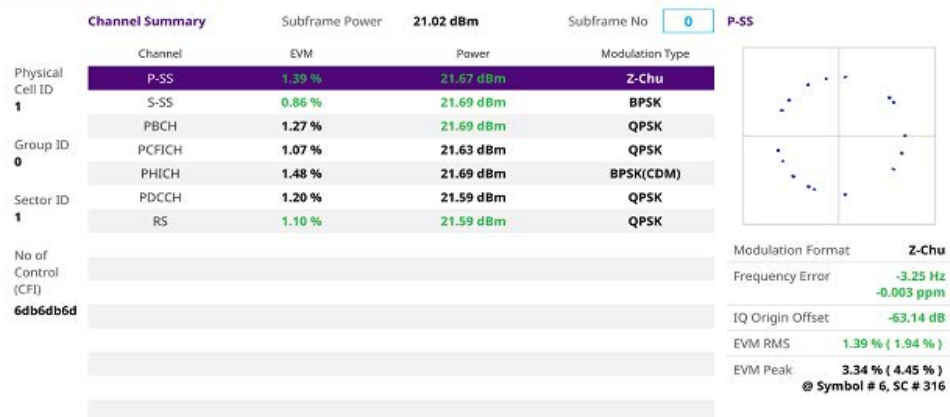 Channel Summary Subframe Power 21.02 dBm Subframe No 0 P-SS
Channel EVM Power Modulation Type
P-SS 1.39 % 21.67 dBm Z-Chu
S-SS 0.86 % 21.69 dBm BPSK
PBCH 1.27 % 21.69 dBm QPSK
PCFICH 1.07 % 21.63 dBm QPSK
PHICH 1.48 % 21.69 dBm BPSK(CDM)
PDCCH 1.20 % 21.59 dBm QPSK
RS 1.10 % 21.59 dBm QPSK
Physical
Cell ID
1
Group ID
0
Sector ID
1
No of
Control
(CFI)
6db6db6d
Modulation Format Z-Chu
Frequency Error -3.25 Hz
-0.003 ppm
IQ Origin Offset -63.14 dB
EVM RMS 1.39 % ( 1.94 % )
EVM Peak 3.34 % ( 4.45 % )
@ Symbol # 6, SC # 316